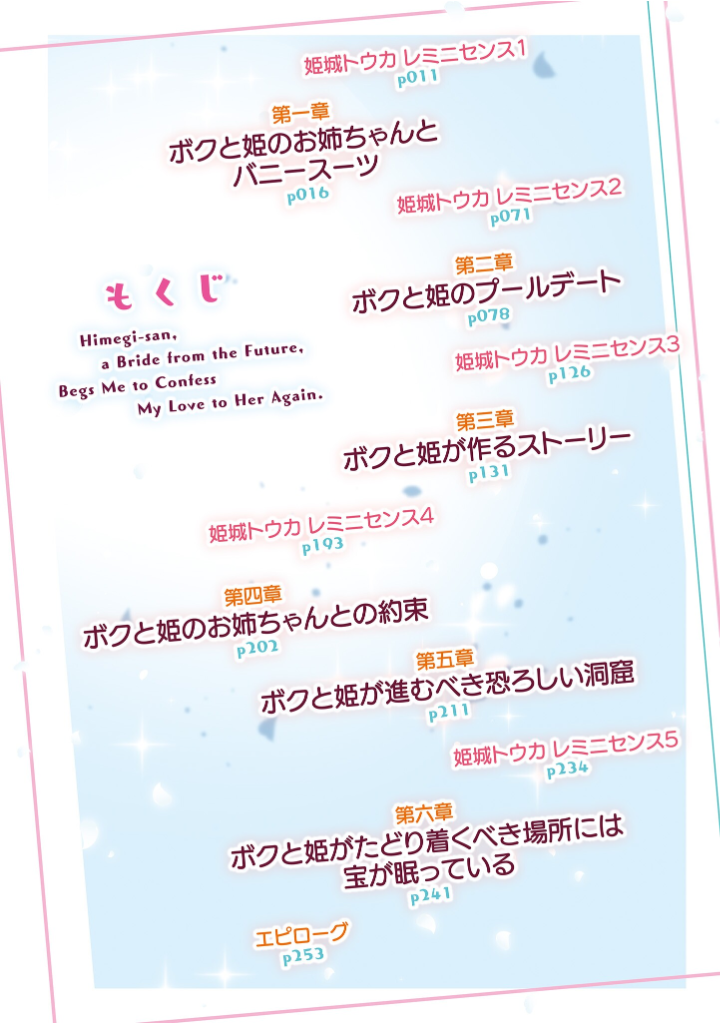 姫城トウカ レミニセンス1
p011
第一章
ボクと姫のお姉ちゃんと
バニースーツ
p016
姫城トウカ レミニセンス2
p071
もくじ
Himegi-san,
a Bride from the Future,
Begs Me to Confess
My Love to Her Again.
第二章
ボクと姫のプールデート
p078
姫城トウカ レミニセンス3
p126
第三章
ボクと姫が作るストーリー
p131
姫城トウカ レミニセンス4
p193
第四章
ボクと姫のお姉ちゃんとの約束
p202
第五章
ボクと姫が進むべき恐ろしい洞窟
p211
姫城トウカ レミニセンス5
p234
第六章
ボクと姫がたどり着くべき場所には
宝が眠っている
p241
エピローグ
p253